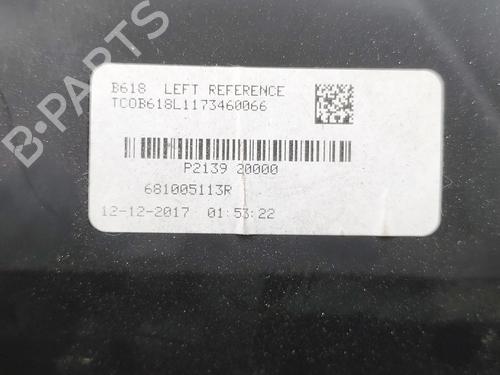 B-PARTS
B618 LEFT REFERENCE
TCOB618L1173460066
P2139 20000
681005113R
12-12-2017 01:53:22